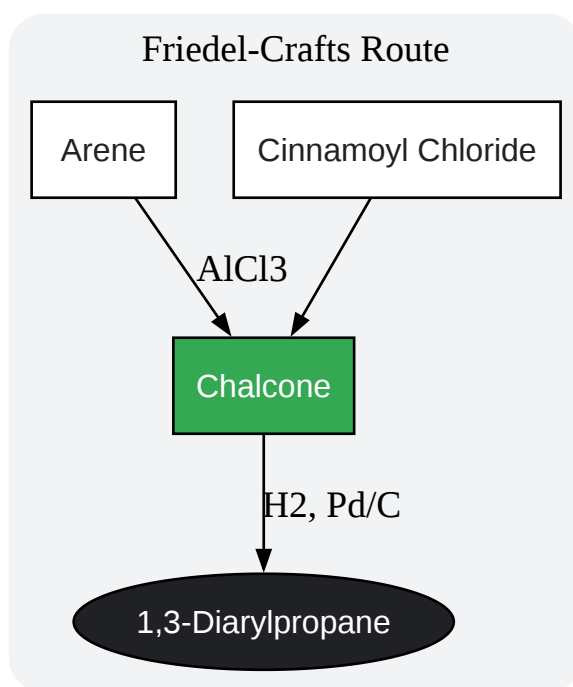 Friedel-Crafts Route
Arene
Cinnamoyl Chloride
AlCl3
Chalcone
H2, Pd/C
1,3-Diarylpropane